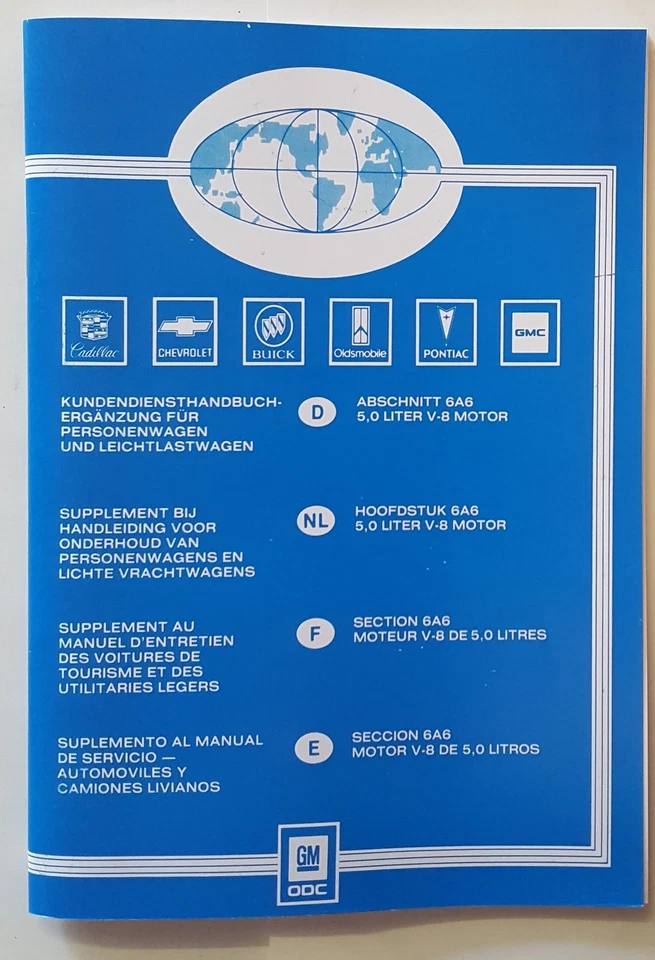 Cadillac
CHEVROLET
BUICK
Oldsmobile
PONTIAC
GMC
KUNDENDIENSTHANDBUCH-
ERGÄNZUNG FÜR
PERSONENWAGEN
UND LEICHTLASTWAGEN
D
ABSCHNITT 6A6
5,0 LITER V-8 MOTOR
SUPPLEMENT BIJ
HANDLEIDING VOOR
ONDERHOUD VAN
PERSONENWAGENS EN
LICHTE VRACHTWAGENS
NL
HOOFDSTUK 6A6
5,0 LITER V-8 MOTOR
SUPPLEMENT AU
MANUEL D'ENTRETIEN
DES VOITURES DE
TOURISME ET DES
UTILITARIES LEGERS
F
SECTION 6A6
MOTEUR V-8 DE 5,0 LITRES
SUPLEMENTO AL MANUAL
DE SERVICIO —
AUTOMOVILES Y
CAMIONES LIVIANOS
E
SECCION 6A6
MOTOR V-8 DE 5,0 LITROS
GM
ODC